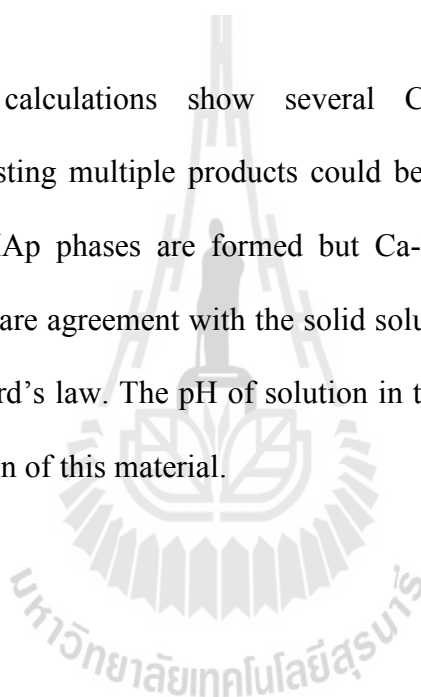 calculations show several C
sting multiple products could be
Ap phases are formed but Ca-
are agreement with the solid solu
rd's law. The pH of solution in t
n of this material.
มหาวิทยาลัยเทคโนโลยีสุรนารี